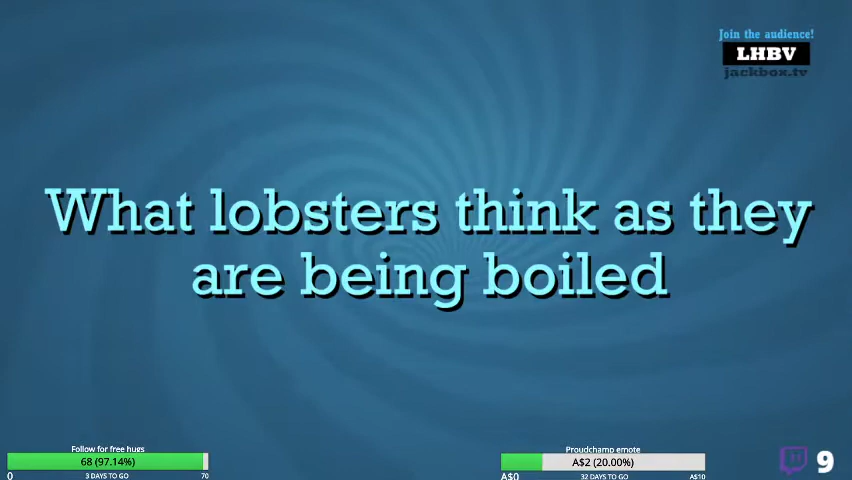 Join the audience!
LHBV
jackbox.tv
What lobsters think as they
are being boiled
Follow for free hugs
68 (97.14%)
0 3 DAYS TO GO 70
Proudchamp emote
A$2 (20.00%)
A$0 32 DAYS TO GO A$10
9